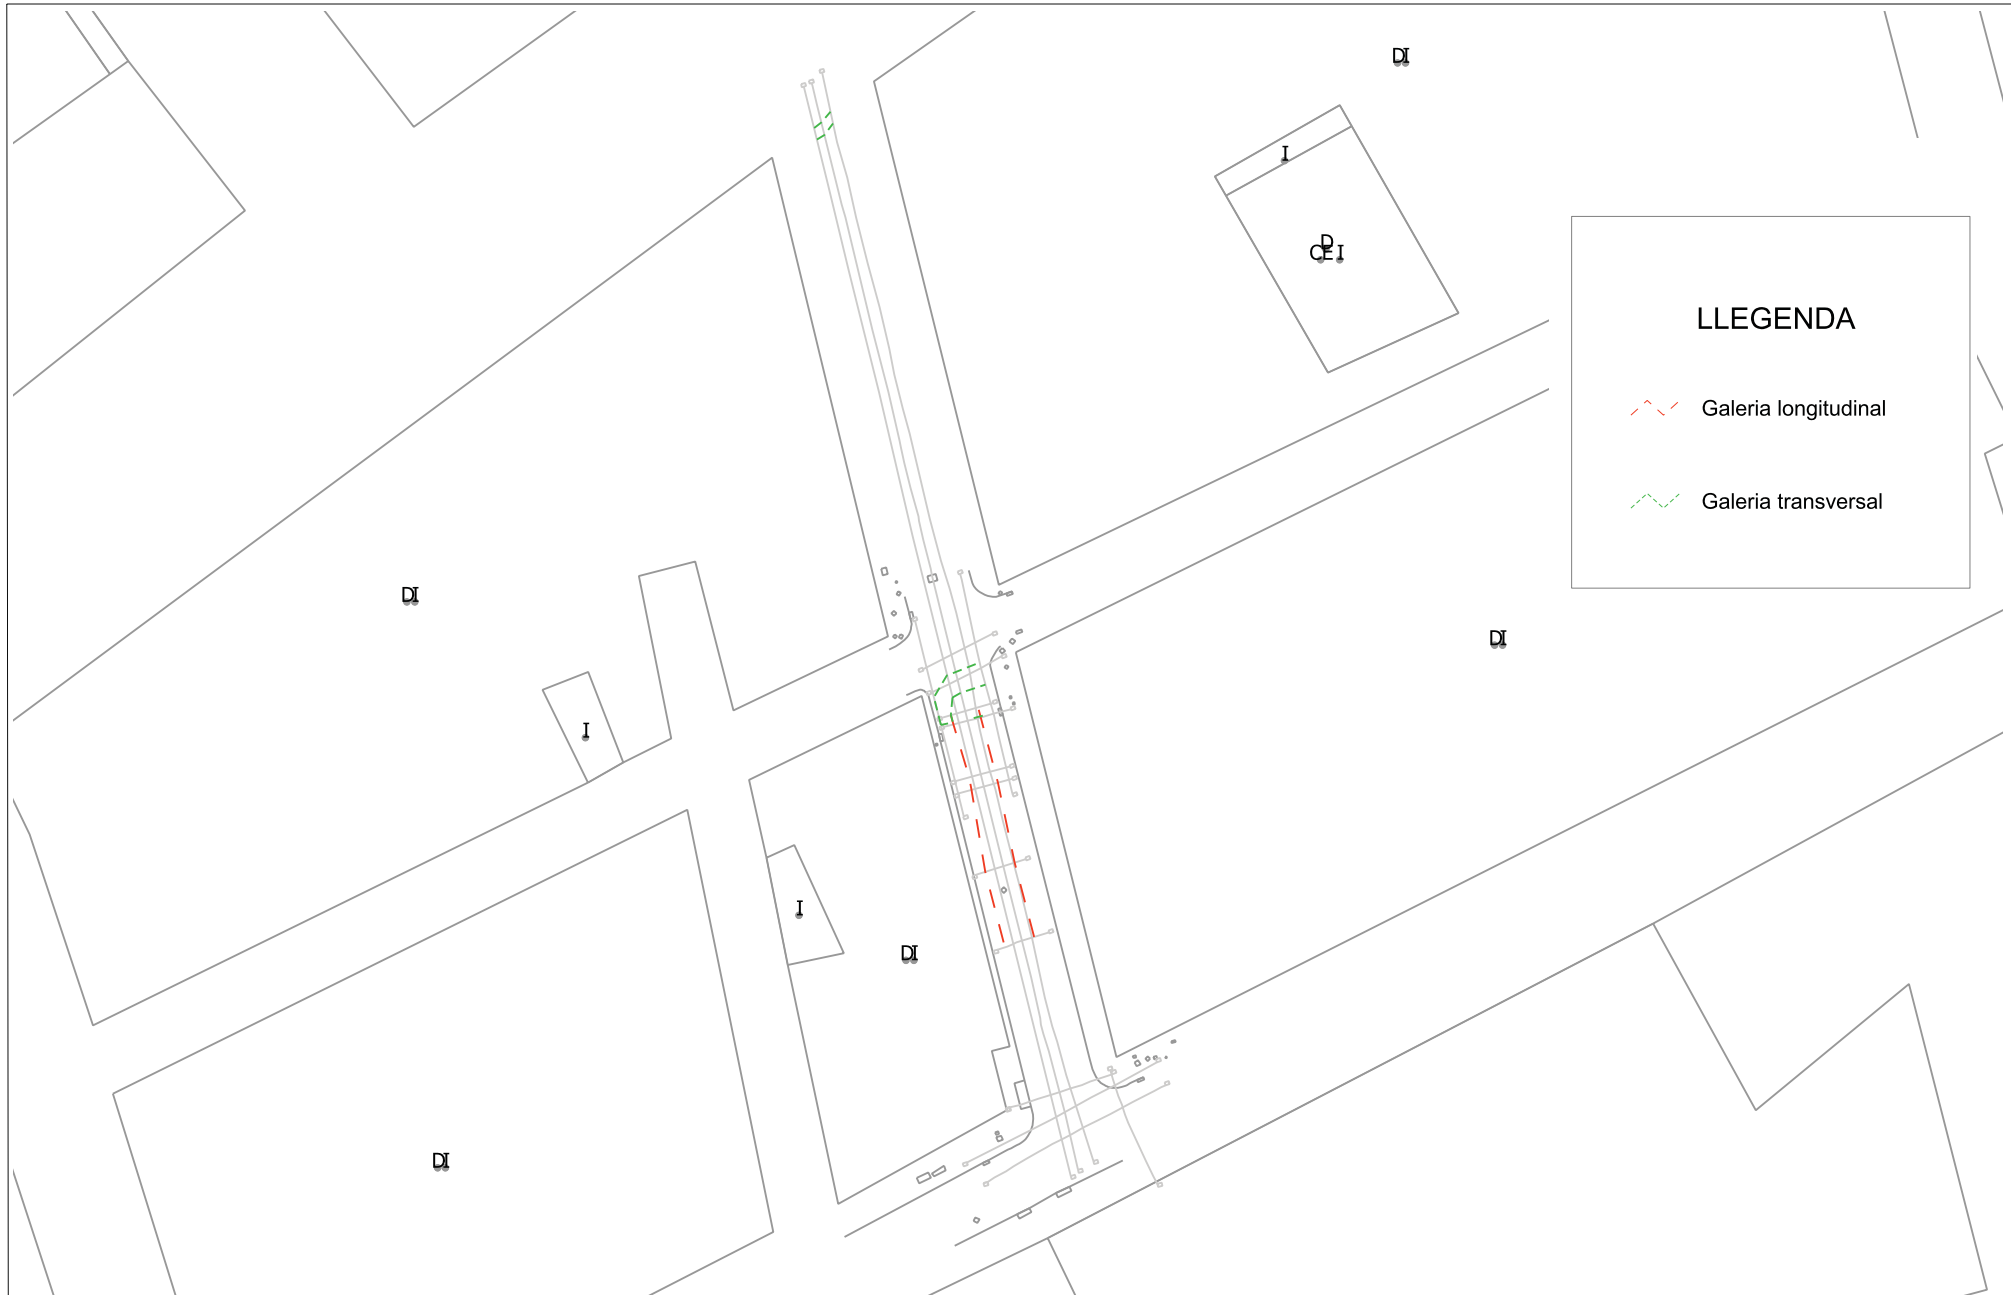 DI
I
D
CE I
LLEGENDA
Galeria longitudinal
Galeria transversal
DI
DI
I
I
DI
DI